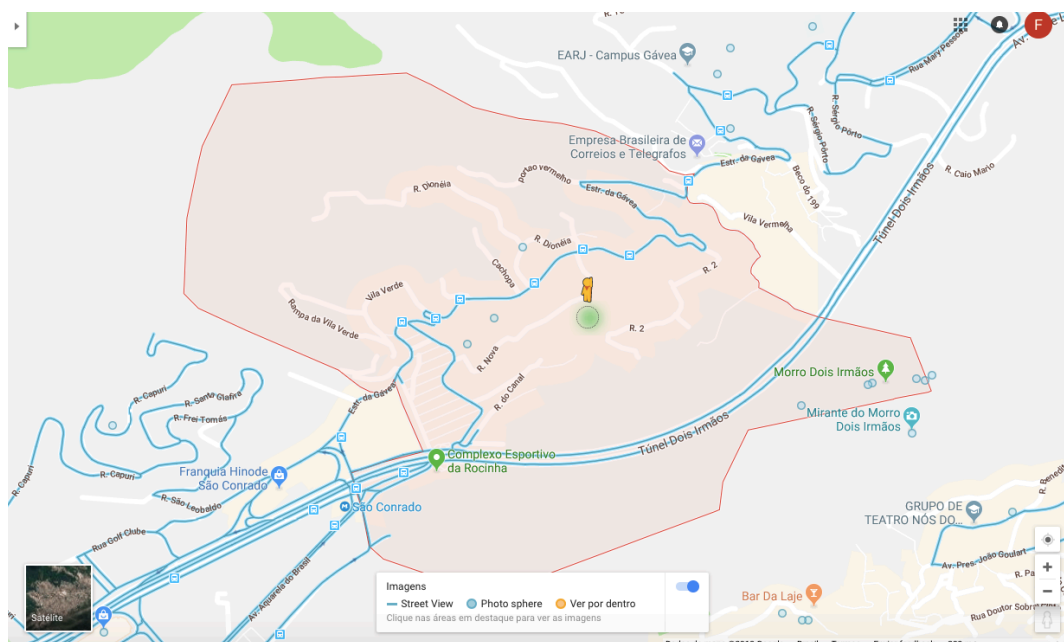 EARJ - Campus Gávea
F
Rua Mary Pessoa
R. Sérgio Pôrto
R. Sérgio Pôrto
Empresa Brasileira de
Correios e Telegrafos
Estr. da Gávea
Beco do 199
R. Caio Mario
Vila Vermelha
Túnel Dois Irmãos
portao vermelho
R. Dionéia
Estr. da Gávea
R. Dionéia
R. 2
Cachopa
Vila Verde
Rampa da Vila Verde
R. 2
R. Nova
R. do Canal
Morro Dois Irmãos
Mirante do Morro
Dois Irmãos
Túnel Dois Irmãos
R. Capuri
R. Santa Glafira
R. Frei Tomás
Estr. da Gávea
R. Capuri
R. Capuri
Complexo Esportivo
da Rocinha
Franquia Hinode
São Conrado
R. São Leobaldo
São Conrado
Rua Golf Clube
Av. Aquarela do Brasil
GRUPO DE
TEATRO NÓS DO...
Av. Pres. João Goulart
Bar Da Laje
Satélite
Imagens
Street View
Photo sphere
Ver por dentro
Clique nas áreas em destaque para ver as imagens
+
−